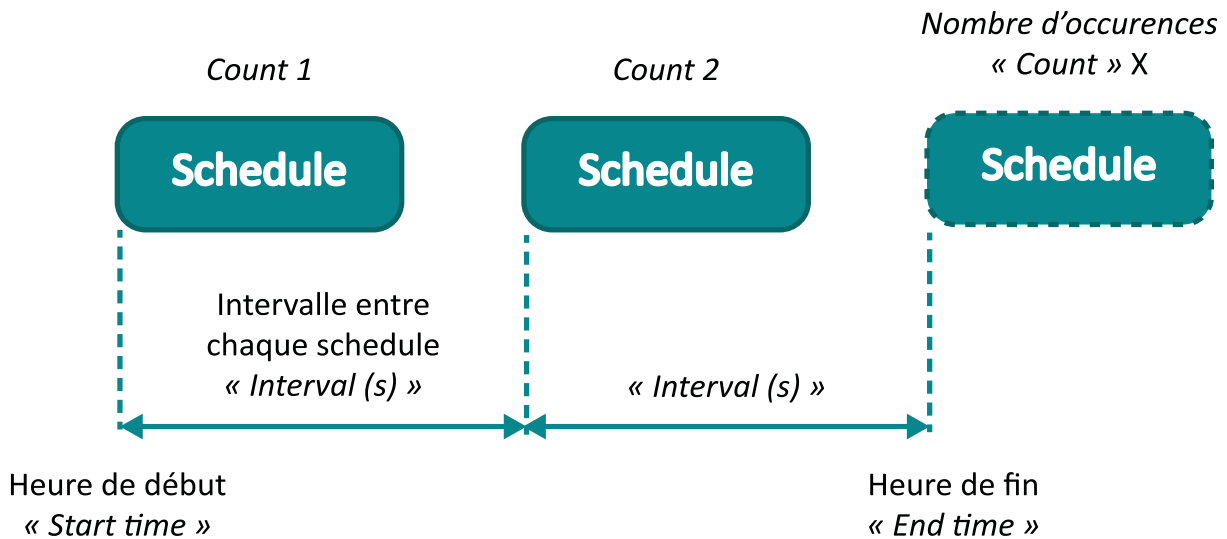 Nombre d’occurences
« Count » X
Count 1
Count 2
Schedule
Schedule
Schedule
Intervalle entre
chaque schedule
« Interval (s) »
« Interval (s) »
Heure de début
« Start time »
Heure de fin
« End time »